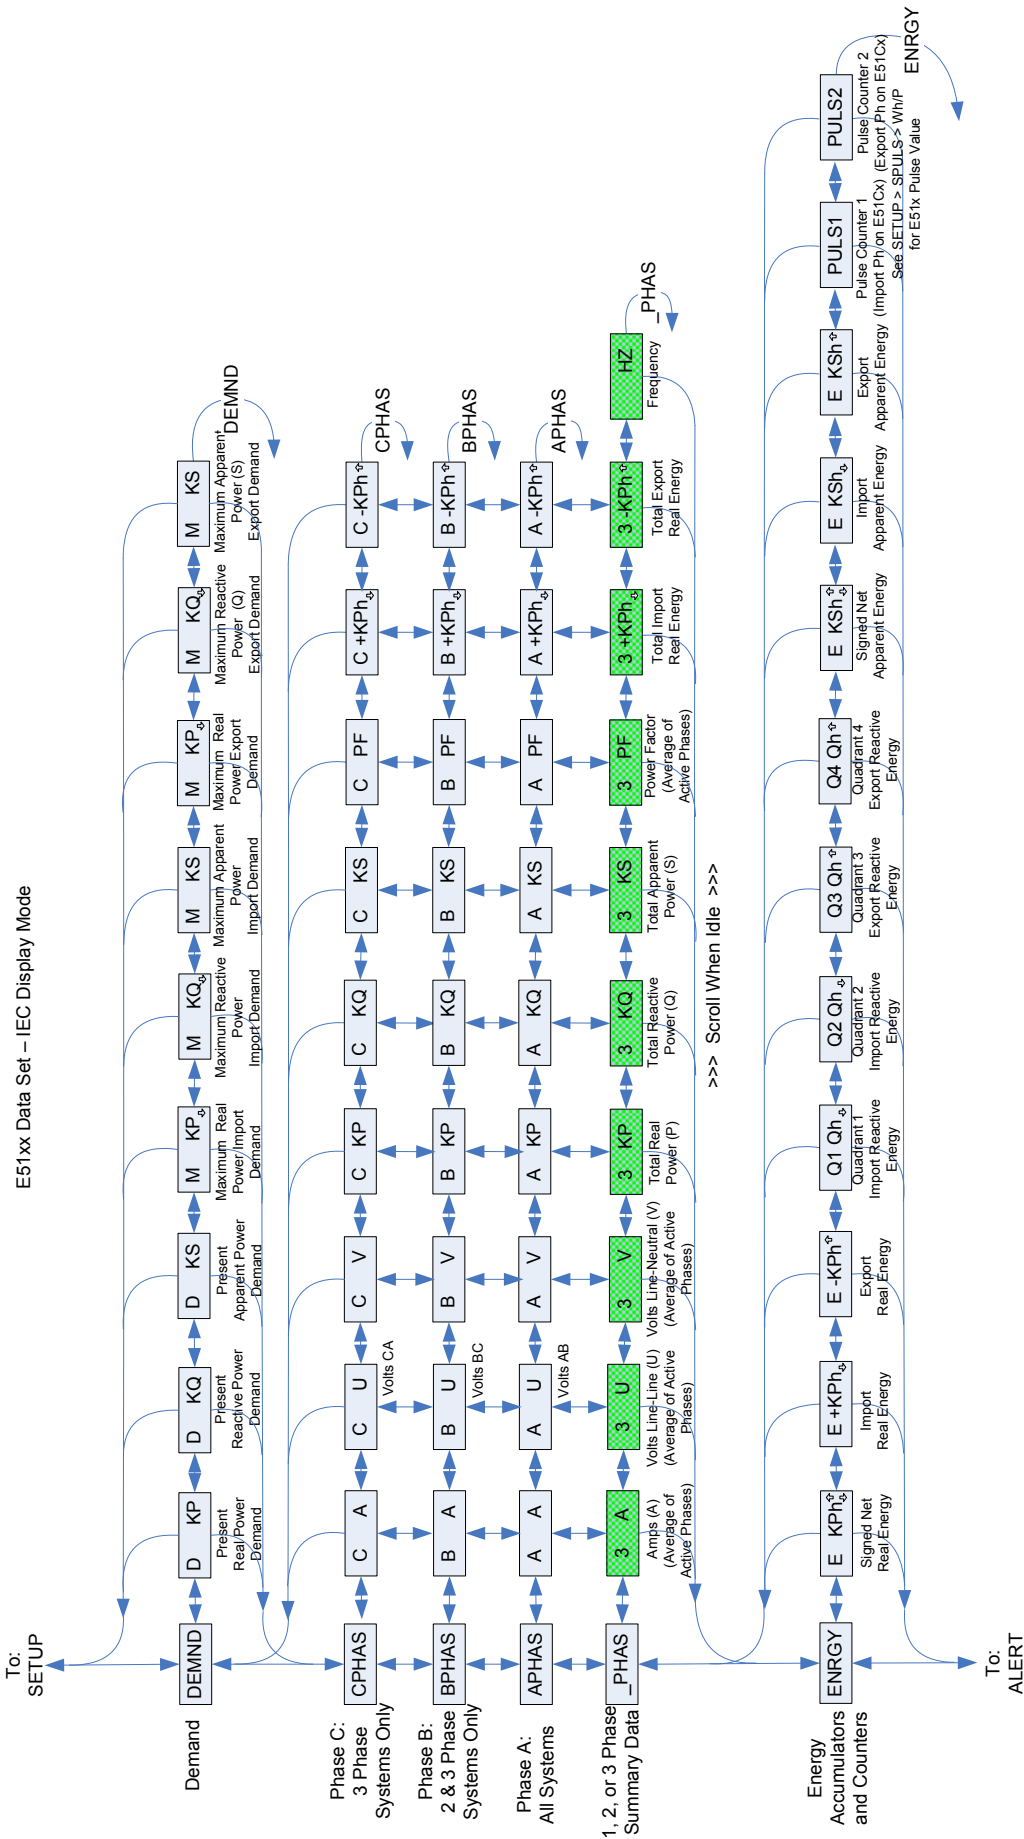 E51xx Data Set – IEC Display Mode
To:
SETUP
Demand
DEMND
D KP
Present
Real Power
Demand
D KQ
Present
Reactive Power
Demand
D KS
Present
Apparent Power
Demand
M KP
Maximum Real
Power Import
Demand
M KQ
Maximum Reactive
Power
Import Demand
M KS
Maximum Apparent
Power
Import Demand
M KP
Maximum Real
Power Export
Demand
M KQ
Maximum Reactive
Power (Q)
Export Demand
M KS
Maximum Apparent
Power (S)
Export Demand
DEMND
Phase C:
3 Phase
Systems Only
CPHAS
C A
C U
Volts CA
C V
C KP
C KQ
C KS
C PF
C +KPh
C -KPh
CPHAS
Phase B:
2 & 3 Phase
Systems Only
BPHAS
B A
B U
Volts BC
B V
B KP
B KQ
B KS
B PF
B +KPh
B -KPh
BPHAS
Phase A:
All Systems
APHAS
A A
A U
Volts AB
A V
A KP
A KQ
A KS
A PF
A +KPh
A -KPh
APHAS
1, 2, or 3 Phase
Summary Data
_PHAS
3 A
Amps (A)
(Average of
Active Phases)
3 U
Volts Line-Line (U)
(Average of Active
Phases)
3 V
Volts Line-Neutral (V)
(Average of Active
Phases)
3 KP
Total Real
Power (P)
3 KQ
Total Reactive
Power (Q)
3 KS
Total Apparent
Power (S)
3 PF
Power Factor
(Average of
Active Phases)
3 +KPh
Total Import
Real Energy
3 -KPh
Total Export
Real Energy
HZ
Frequency
_PHAS
>>> Scroll When Idle >>>
Energy
Accumulators
and Counters
ENRGY
E KPh
Signed Net
Real Energy
E +KPh
Import
Real Energy
E -KPh
Export
Real Energy
Q1 Qh
Quadrant 1
Import Reactive
Energy
Q2 Qh
Quadrant 2
Import Reactive
Energy
Q3 Qh
Quadrant 3
Export Reactive
Energy
Q4 Qh
Quadrant 4
Export Reactive
Energy
E KSh
Signed Net
Apparent Energy
E KSh
Import
Apparent Energy
E KSh
Export
Apparent Energy
PULS1
Pulse Counter 1
(Import Ph on E51Cx)
PULS2
Pulse Counter 2
(Export Ph on E51Cx)
See SETUP > SPULS > Wh/P
for E51x Pulse Value
ENRGY
To:
ALERT